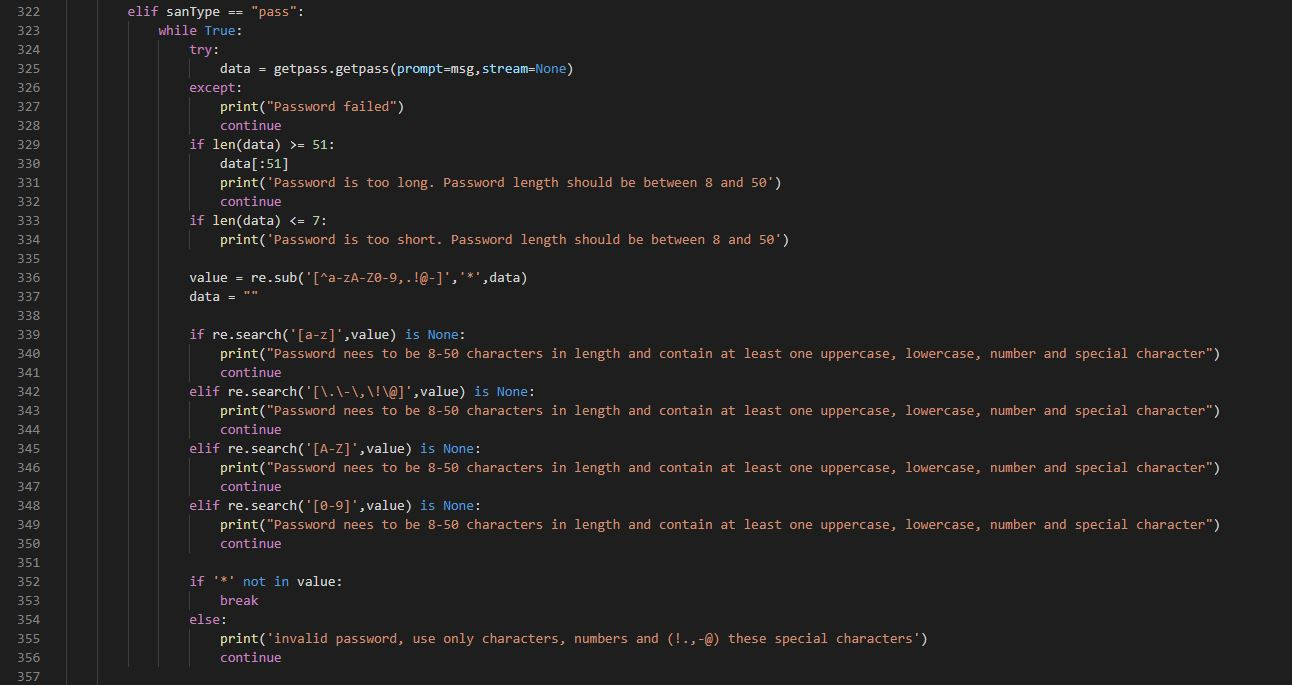 322 elif sanType == "pass":
323 while True:
324 try:
325 data = getpass.getpass(prompt=msg,stream=None)
326 except:
327 print("Password failed")
328 continue
329 if len(data) >= 51:
330 data[:51]
331 print('Password is too long. Password length should be between 8 and 50')
332 continue
333 if len(data) <= 7:
334 print('Password is too short. Password length should be between 8 and 50')
335
336 value = re.sub('[^a-zA-Z0-9,.!@-]','*',data)
337 data = ""
338
339 if re.search('[a-z]',value) is None:
340 print("Password nees to be 8-50 characters in length and contain at least one uppercase, lowercase, number and special character")
341 continue
342 elif re.search('[\.\-\,\!\@]',value) is None:
343 print("Password nees to be 8-50 characters in length and contain at least one uppercase, lowercase, number and special character")
344 continue
345 elif re.search('[A-Z]',value) is None:
346 print("Password nees to be 8-50 characters in length and contain at least one uppercase, lowercase, number and special character")
347 continue
348 elif re.search('[0-9]',value) is None:
349 print("Password nees to be 8-50 characters in length and contain at least one uppercase, lowercase, number and special character")
350 continue
351
352 if '*' not in value:
353 break
354 else:
355 print('invalid password, use only characters, numbers and (!.,-@) these special characters')
356 continue
357